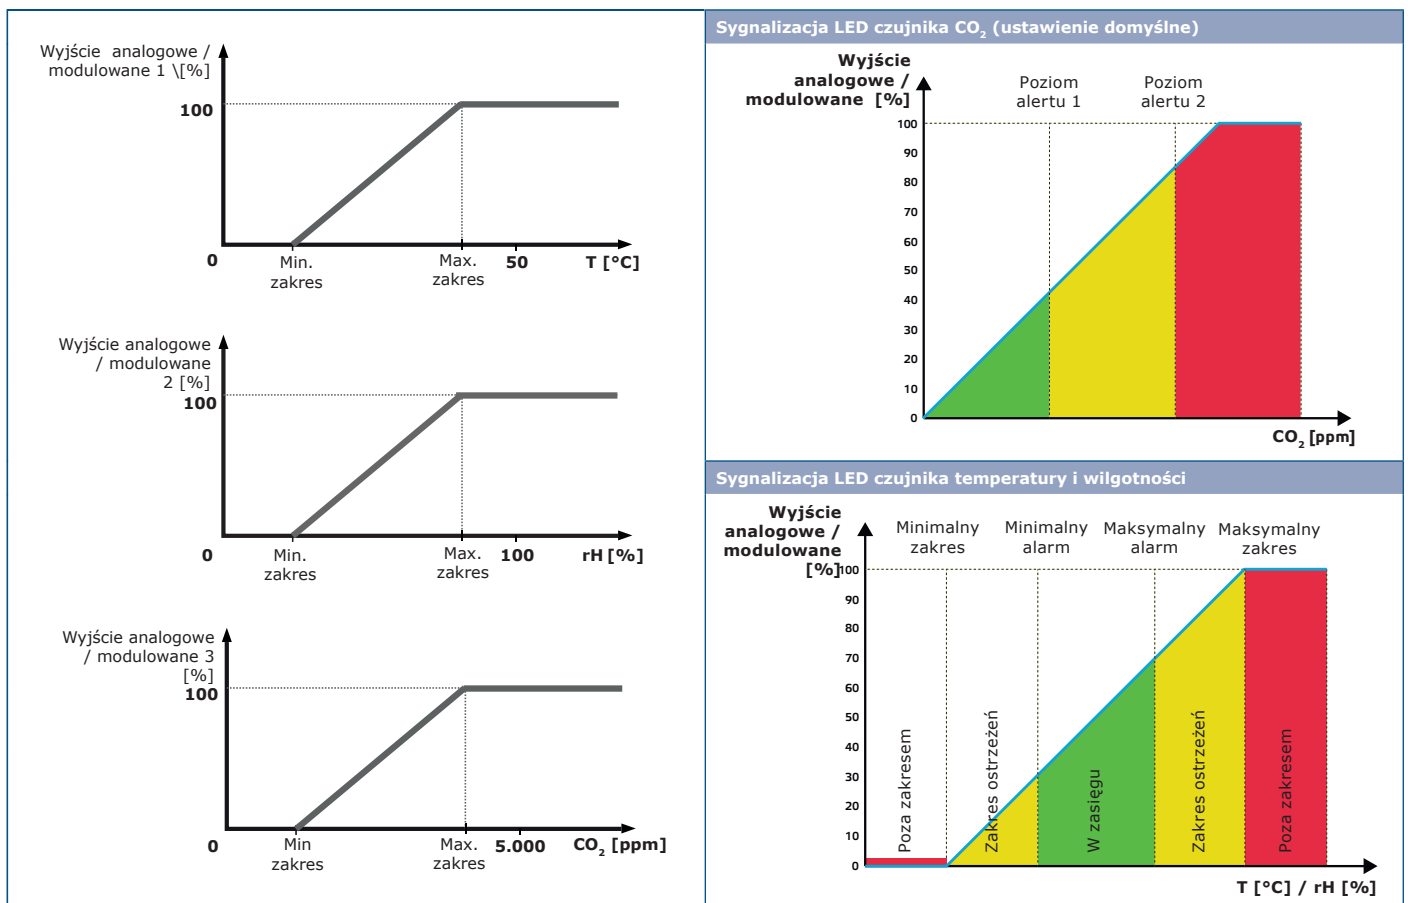 Wyjście analogowe /
modulowane 1 \[%]
100
0
Min.
zakres
Max.
zakres
50
T [°C]
Wyjście analogowe
/ modulowane
2 [%]
100
0
Min.
zakres
Max.
zakres
100
rH [%]
Wyjście analogowe
/ modulowane 3
[%]
100
0
Min
zakres
Max.
zakres
5.000
CO2 [ppm]
Sygnalizacja LED czujnika CO2 (ustawienie domyślne)
Wyjście
analogowe /
modulowane [%]
Poziom
alertu 1
Poziom
alertu 2
100
90
80
70
60
50
40
30
20
10
0
CO2 [ppm]
Sygnalizacja LED czujnika temperatury i wilgotności
Wyjście
analogowe /
modulowane
[%]
Minimalny
zakres
Minimalny
alarm
Maksymalny
alarm
Maksymalny
zakres
100
90
80
70
60
50
40
30
20
10
0
Poza zakresem
Zakres ostrzeżeń
W zasięgu
Zakres ostrzeżeń
Poza zakresem
T [°C] / rH [%]